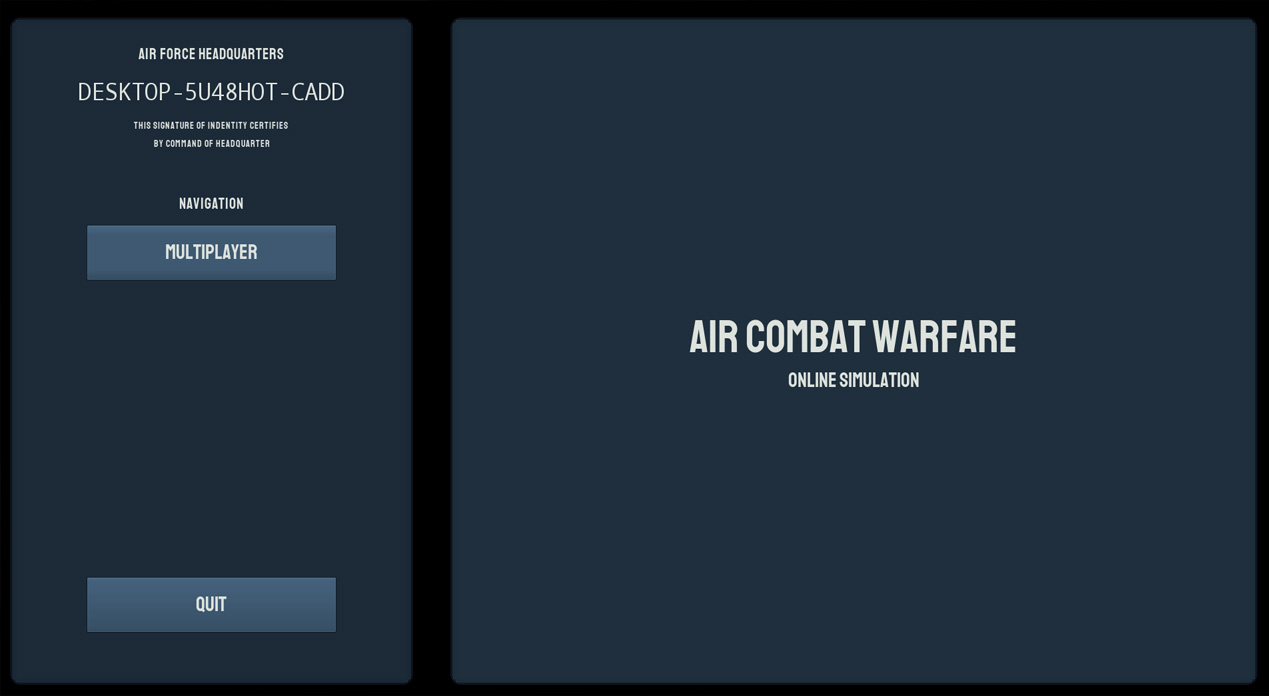 AIR FORCE HEADQUARTERS
DESKTOP-5U48HOT-CADD
THIS SIGNATURE OF INDENTITY CERTIFIES
BY COMMAND OF HEADQUARTER
NAVIGATION
MULTIPLAYER
QUIT
AIR COMBAT WARFARE
ONLINE SIMULATION